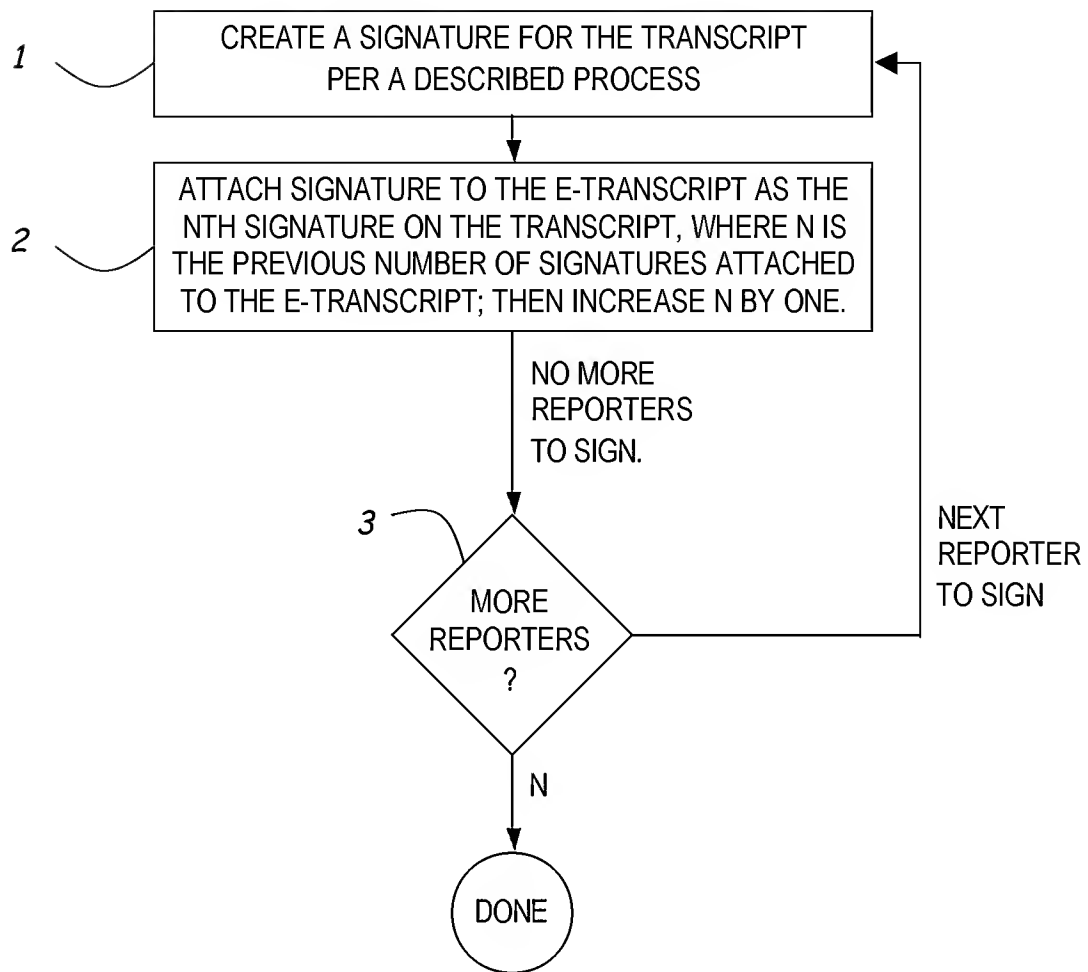 1
CREATE A SIGNATURE FOR THE TRANSCRIPT
PER A DESCRIBED PROCESS
2
ATTACH SIGNATURE TO THE E-TRANSCRIPT AS THE
NTH SIGNATURE ON THE TRANSCRIPT, WHERE N IS
THE PREVIOUS NUMBER OF SIGNATURES ATTACHED
TO THE E-TRANSCRIPT; THEN INCREASE N BY ONE.
NO MORE
REPORTERS
TO SIGN.
3
MORE
REPORTERS
?
NEXT
REPORTER
TO SIGN
N
DONE